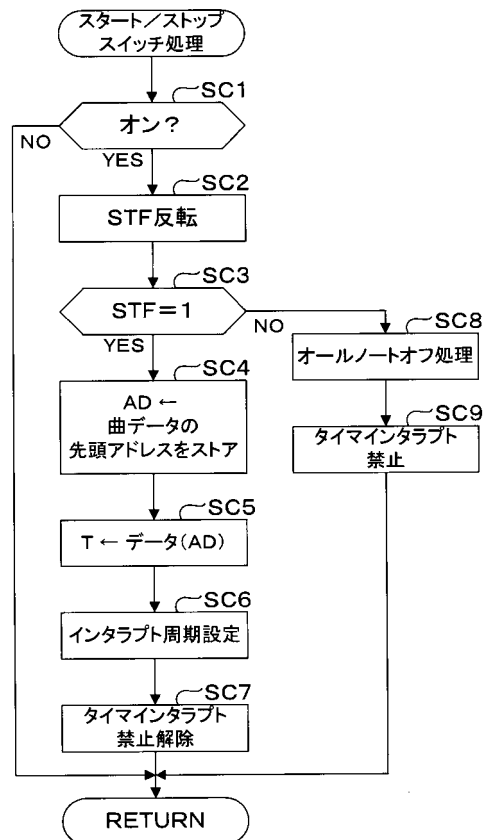 スタート／ストップ
スイッチ処理
SC1
オン？
NO
YES
SC2
STF反転
SC3
STF＝1
NO
YES
SC4
AD ←
曲データの
先頭アドレスをストア
SC5
T ← データ(AD)
SC6
インタラプト周期設定
SC7
タイマインタラプト
禁止解除
SC8
オールノートオフ処理
SC9
タイマインタラプト
禁止
RETURN